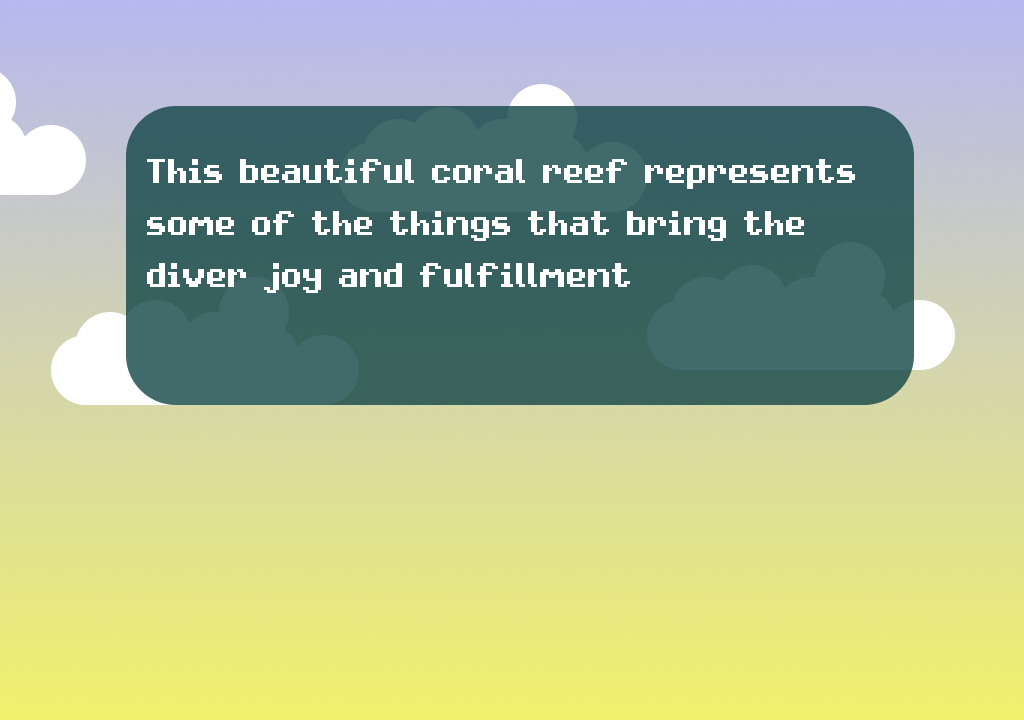 This beautiful coral reef represents
some of the things that bring the
diver joy and fulfillment